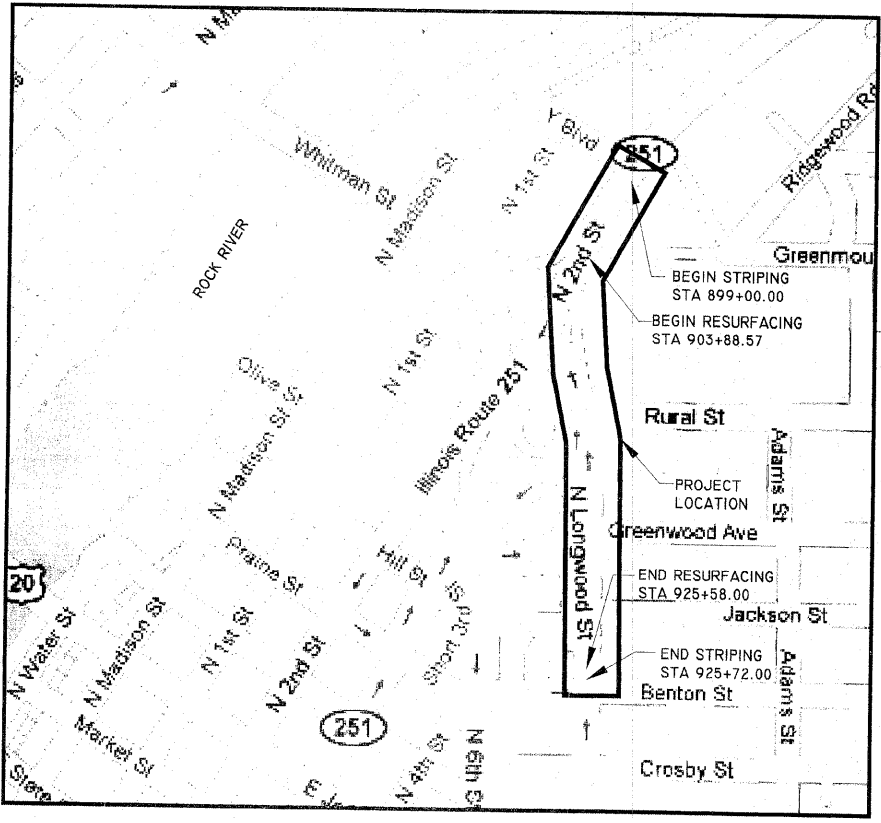 N M
Whitman St
N Madison St
N 1st St
Y Blvd
251
Ridgewood Rd
ROCK RIVER
N 2nd St
Greenmou
BEGIN STRIPING
STA 899+00.00
BEGIN RESURFACING
STA 903+88.57
Olive St
N 1st St
Illinois Route 251
N Madison St
Rural St
Adams St
PROJECT
LOCATION
N Longwood St
Greenwood Ave
20
Prairie St
Hill St
END RESURFACING
STA 925+58.00
Jackson St
N Water St
N Madison St
N 1st St
N 2nd St
Short 3rd St
END STRIPING
STA 925+72.00
Adams St
Benton St
251
Market St
State
N 4th St
N 6th
Crosby St